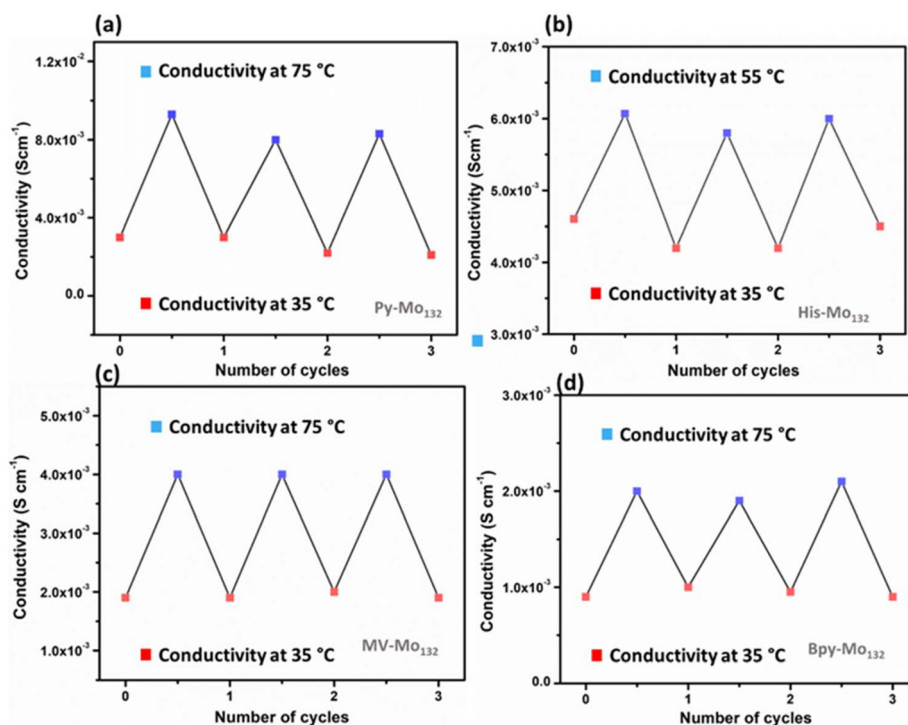 (a)
1.2x10⁻²
8.0x10⁻³
4.0x10⁻³
0.0
Conductivity (Scm⁻¹)
Conductivity at 75 °C
Conductivity at 35 °C
Py-Mo₁₃₂
0 1 2 3
Number of cycles
(b)
7.0x10⁻³
6.0x10⁻³
5.0x10⁻³
4.0x10⁻³
3.0x10⁻³
Conductivity (Scm⁻¹)
Conductivity at 55 °C
Conductivity at 35 °C
His-Mo₁₃₂
0 1 2 3
Number of cycles
(c)
5.0x10⁻³
4.0x10⁻³
3.0x10⁻³
2.0x10⁻³
1.0x10⁻³
Conductivity (S cm⁻¹)
Conductivity at 75 °C
Conductivity at 35 °C
MV-Mo₁₃₂
0 1 2 3
Number of cycles
(d)
3.0x10⁻³
2.0x10⁻³
1.0x10⁻³
0.0
Conductivity (S cm⁻¹)
Conductivity at 75 °C
Conductivity at 35 °C
Bpy-Mo₁₃₂
0 1 2 3
Number of cycles